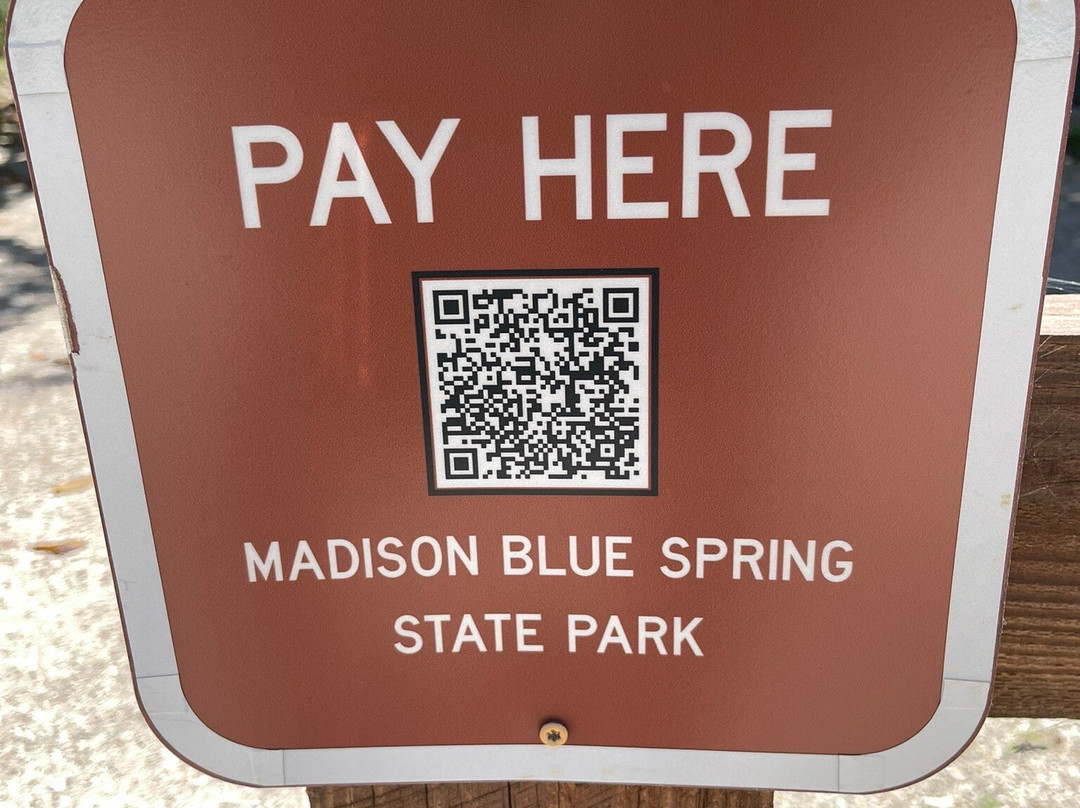 PAY HERE
MADISON BLUE SPRING
STATE PARK